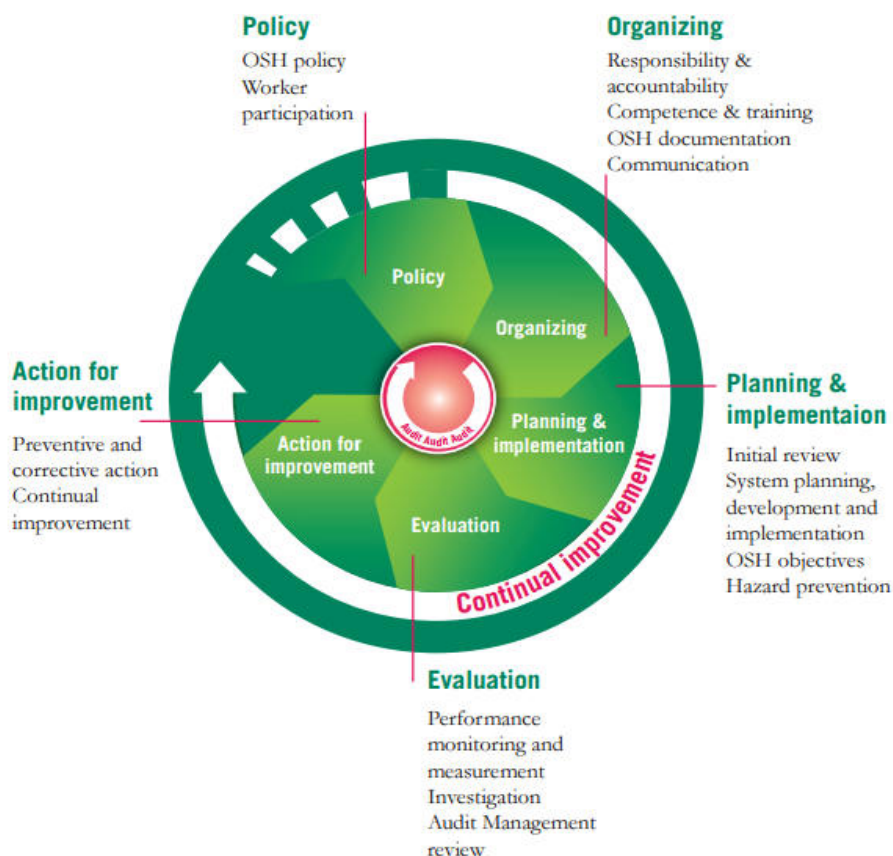 Policy
OSH policy
Worker
participation
Organizing
Responsibility &
accountability
Competence & training
OSH documentation
Communication
Policy
Organizing
Planning &
implementation
Evaluation
Action for
improvement
Audit Audit Audit
Continual improvement
Action for
improvement
Preventive and
corrective action
Continual
improvement
Planning &
implementaion
Initial review
System planning,
development and
implementation
OSH objectives
Hazard prevention
Evaluation
Performance
monitoring and
measurement
Investigation
Audit Management
review